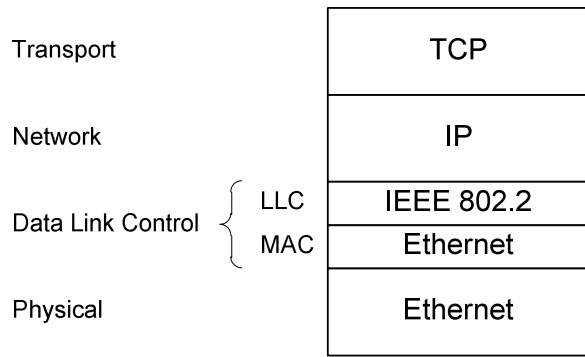 Transport TCP
Network IP
LLC IEEE 802.2
Data Link Control
MAC Ethernet
Physical Ethernet